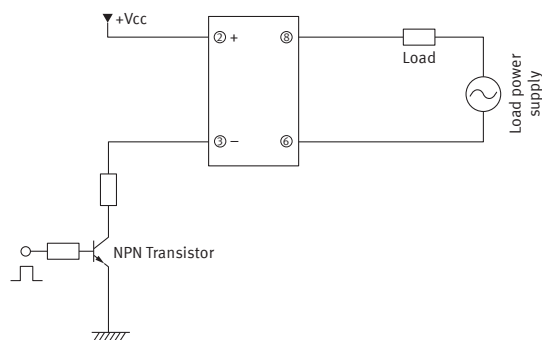 +Vcc
② +
⑧
Load
Load power
supply
③ –
⑥
NPN Transistor